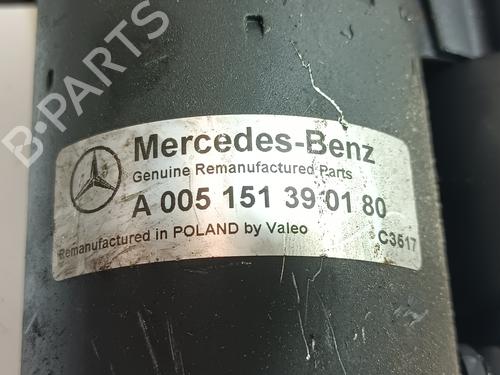 B-PARTS
Mercedes-Benz
Genuine Remanufactured Parts
A 005 151 39 01 80
Remanufactured in POLAND by Valeo C3517